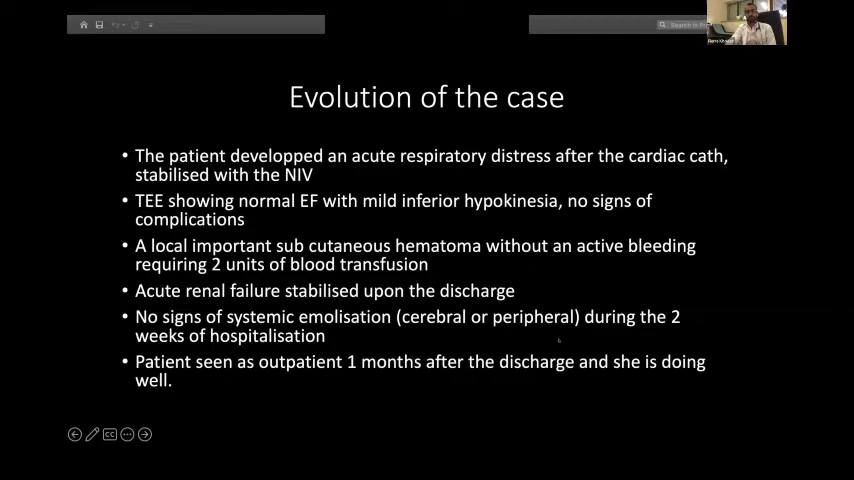 Search in
Evolution of the case
• The patient developped an acute respiratory distress after the cardiac cath,
stabilised with the NIV
• TEE showing normal EF with mild inferior hypokinesia, no signs of
complications
• A local important sub cutaneous hematoma without an active bleeding
requiring 2 units of blood transfusion
• Acute renal failure stabilised upon the discharge
• No signs of systemic emolisation (cerebral or peripheral) during the 2
weeks of hospitalisation
• Patient seen as outpatient 1 months after the discharge and she is doing
well.
CC